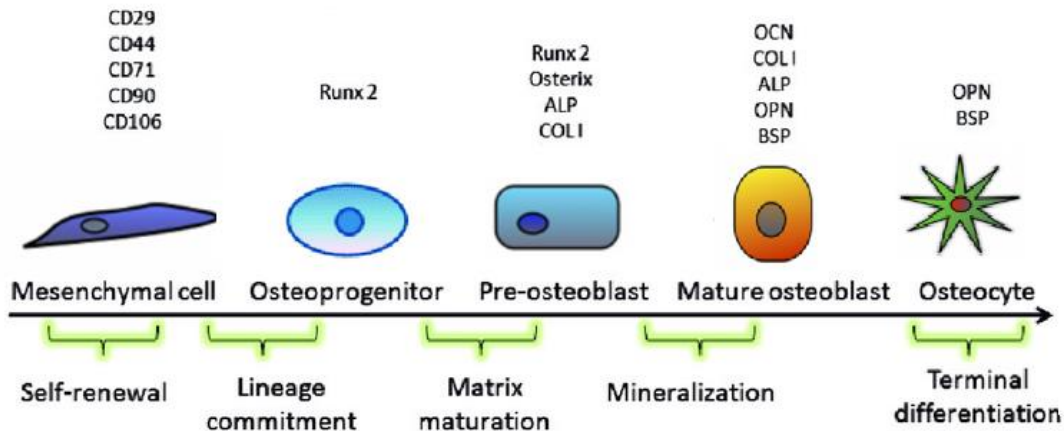 CD29
CD44
CD71
CD90
CD106
Runx 2
Runx 2
Osterix
ALP
COL I
OCN
COL I
ALP
OPN
BSP
OPN
BSP
Mesenchymal cell
Osteoprogenitor
Pre-osteoblast
Mature osteoblast
Osteocyte
Self-renewal
Lineage
commitment
Matrix
maturation
Mineralization
Terminal
differentiation